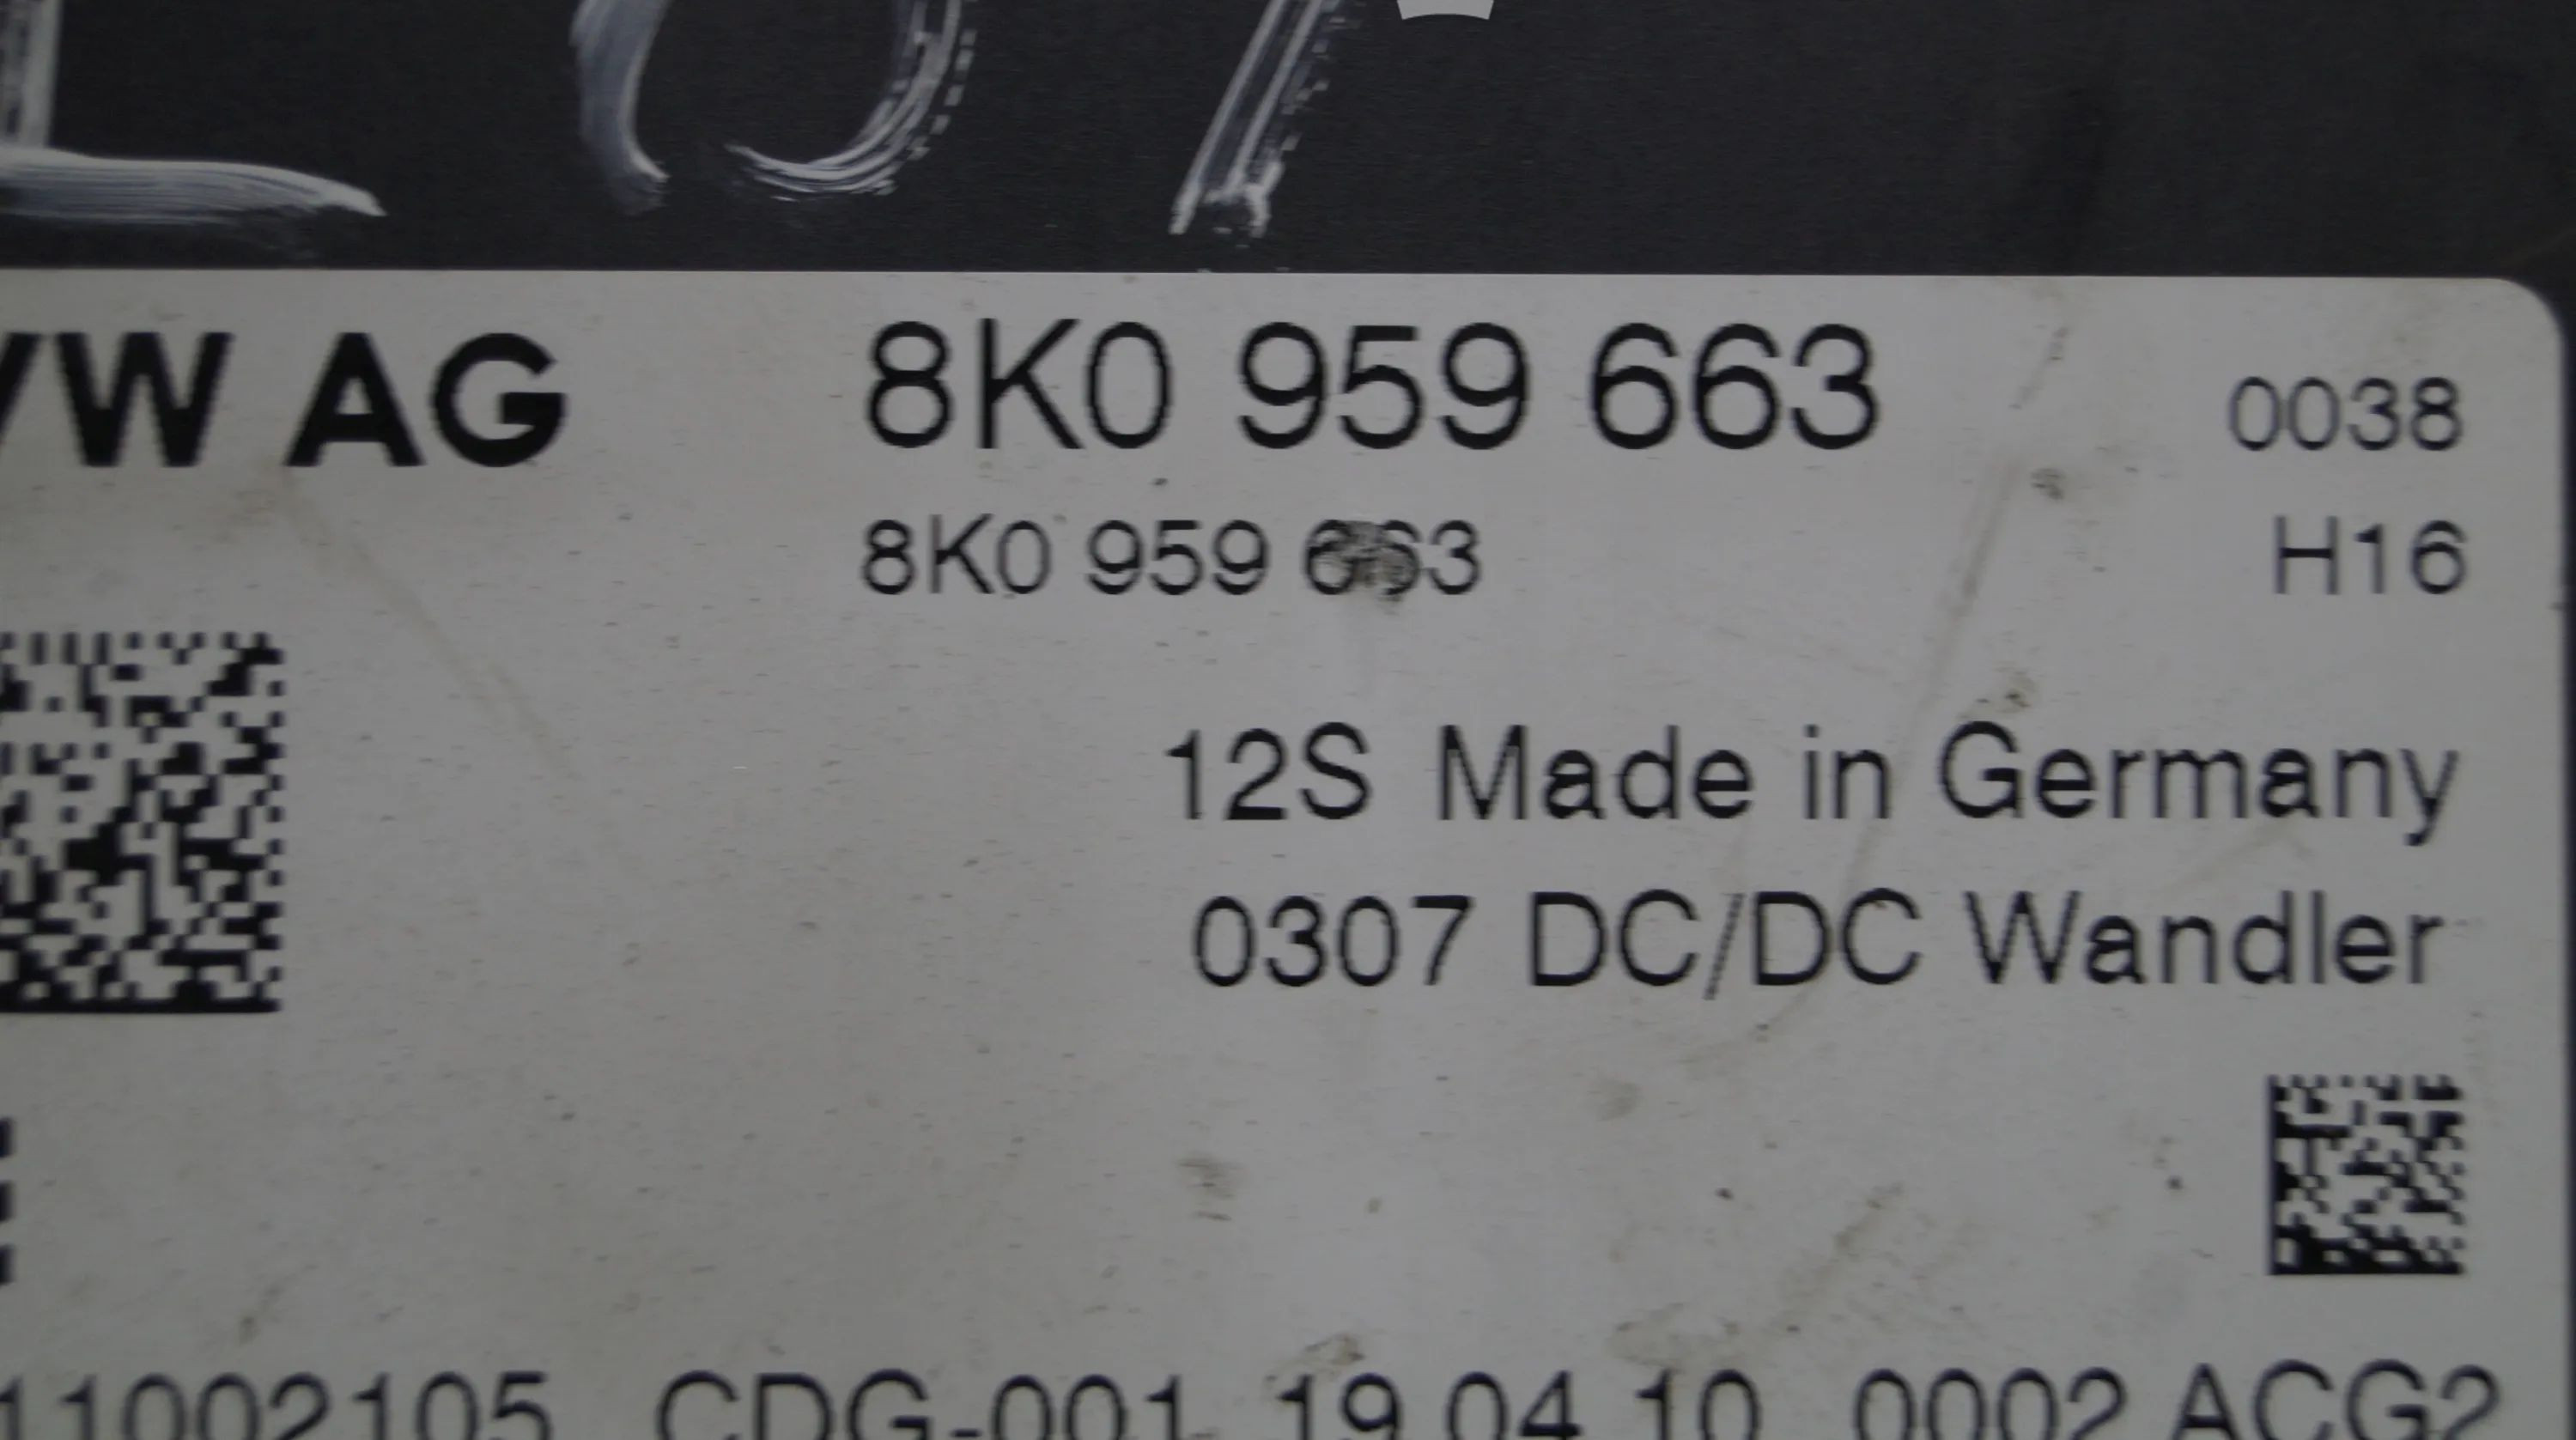 VW AG 8K0 959 663 0038
8K0 959 663 H16
12S Made in Germany
0307 DC/DC Wandler
11002105 CDG-001 19.04.10 0002 ACG2